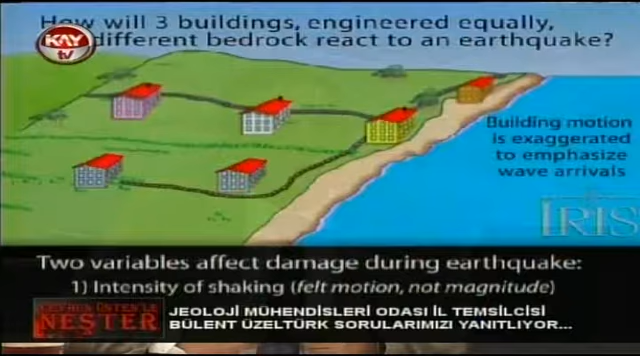 How will 3 buildings, engineered equally,
different bedrock react to an earthquake?
KAY
tv
Building motion
is exaggerated
to emphasize
wave arrivals
IRIS
Two variables affect damage during earthquake:
1) Intensity of shaking (felt motion, not magnitude)
NEŞTER
JEOLOJİ MÜHENDİSLERİ ODASI İL TEMSİLCİSİ
BÜLENT ÜZELTÜRK SORULARIMIZI YANITLIYOR...